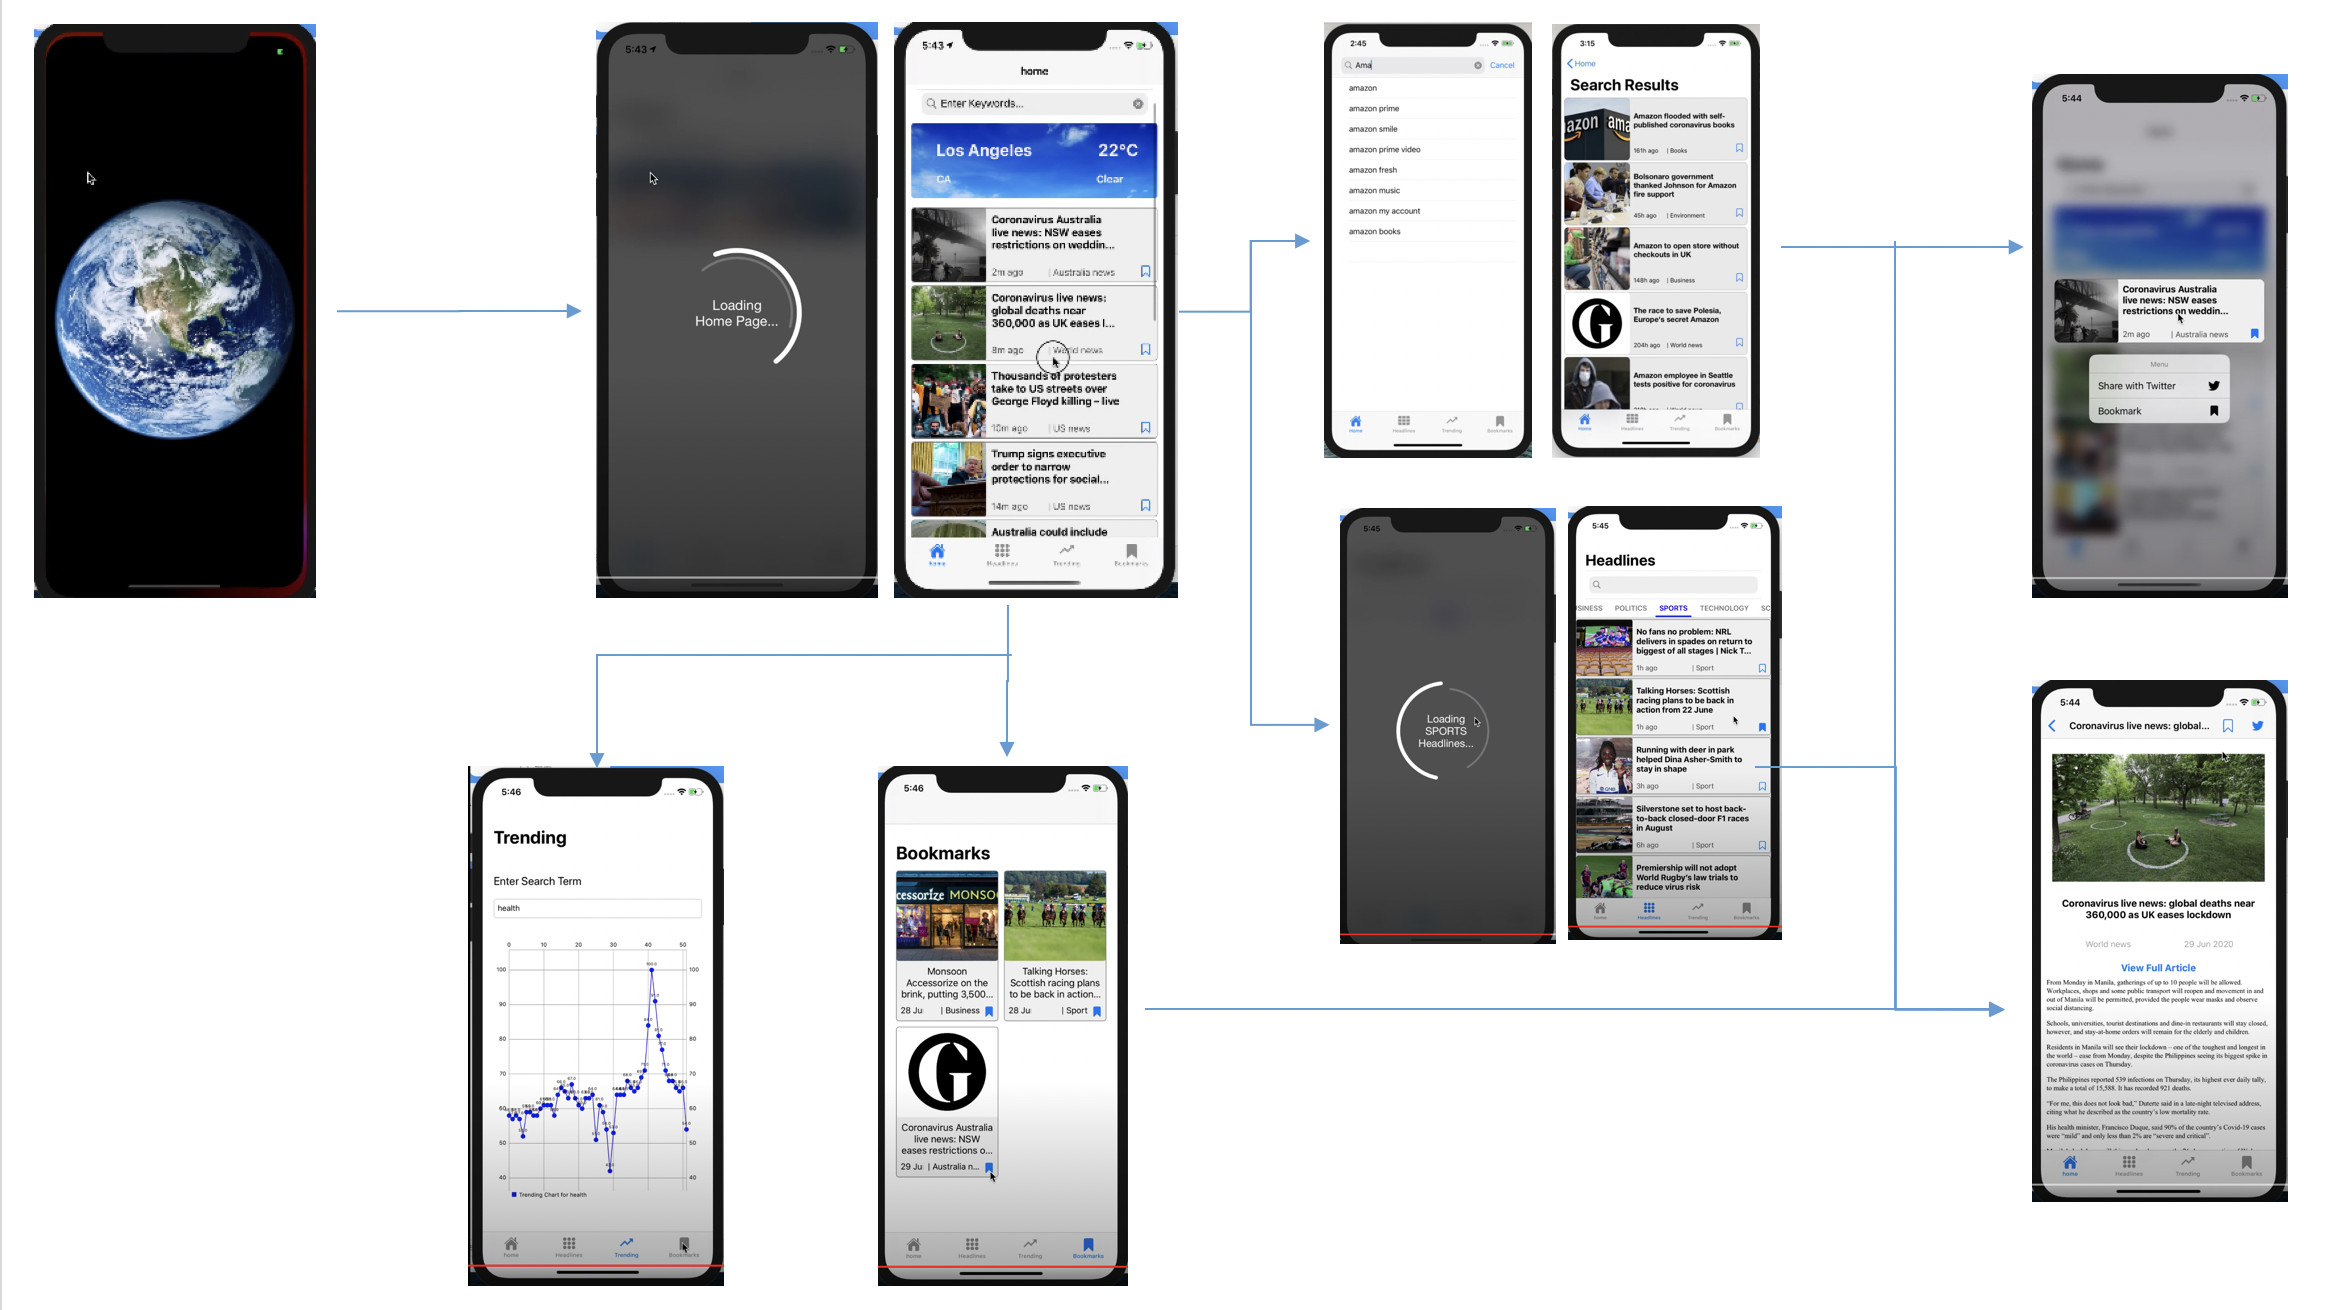 5:43
Loading
Home Page...
5:43
home
Enter Keywords...
Los Angeles
22°C
CA
Clear
Coronavirus Australia
live news: NSW eases
restrictions on weddin...
2m ago
| Australia news
Coronavirus live news:
global deaths near
360,000 as UK eases l...
8m ago
| World news
Thousands of protesters
take to US streets over
George Floyd killing – live
10m ago
| US news
Trump signs executive
order to narrow
protections for social...
14m ago
| US news
Australia could include
home
Headlines
Trending
Bookmarks
2:45
Ama
Cancel
amazon
amazon prime
amazon smile
amazon prime video
amazon fresh
amazon music
amazon my account
amazon books
Home
Headlines
Trending
Bookmarks
3:15
Home
Search Results
azon
ama
Amazon flooded with self-
published coronavirus books
161h ago
| Books
Bolsonaro government
thanked Johnson for Amazon
fire support
45h ago
| Environment
Amazon to open store without
checkouts in UK
148h ago
| Business
The race to save Polesia,
Europe's secret Amazon
204h ago
| World news
Amazon employee in Seattle
tests positive for coronavirus
Home
Headlines
Trending
Bookmarks
5:44
Coronavirus Australia
live news: NSW eases
restrictions on weddin...
2m ago
| Australia news
Menu
Share with Twitter
Bookmark
5:45
Loading
SPORTS
Headlines...
5:45
Headlines
SINESS
POLITICS
SPORTS
TECHNOLOGY
SC
No fans no problem: NRL
delivers in spades on return to
biggest of all stages | Nick T...
1h ago
| Sport
Talking Horses: Scottish
racing plans to be back in
action from 22 June
1h ago
| Sport
Running with deer in park
helped Dina Asher-Smith to
stay in shape
3h ago
| Sport
Silverstone set to host back-
to-back closed-door F1 races
in August
6h ago
| Sport
Premiership will not adopt
World Rugby's law trials to
reduce virus risk
Home
Headlines
Trending
Bookmarks
5:46
Trending
Enter Search Term
health
0 10 20 30 40 50
100 100
90 90
80 80
70 70
60 60
50 50
40 40
Trending Chart for health
home
Headlines
Trending
Bookmarks
5:46
Bookmarks
cessorize
MONSO
Monsoon
Accessorize on the
brink, putting 3,500...
28 Ju
| Business
Talking Horses:
Scottish racing plans
to be back in action...
28 Ju
| Sport
Coronavirus Australia
live news: NSW
eases restrictions o...
29 Ju
| Australia n...
home
Headlines
Trending
Bookmarks
5:44
Coronavirus live news: global...
Coronavirus live news: global deaths near
360,000 as UK eases lockdown
World news
29 Jun 2020
View Full Article
From Monday in Manila, gatherings of up to 10 people will be allowed.
Workplaces, shops and some public transport will reopen and movement in and
out of Manila will be permitted, provided the people wear masks and observe
social distancing.
Schools, universities, tourist destinations and dine-in restaurants will stay closed,
however, and stay-at-home orders will remain for the elderly and children.
Residents in Manila will see their lockdown – one of the toughest and longest in
the world – ease from Monday, despite the Philippines seeing its biggest spike in
coronavirus cases on Thursday.
The Philippines reported 539 infections on Thursday, its highest ever daily tally,
to make a total of 15,588. It has recorded 921 deaths.
“For me, this does not look bad,” Duterte said in a late-night televised address,
citing what he described as the country’s low mortality rate.
His health minister, Francisco Duque, said 90% of the country’s Covid-19 cases
were “mild” and only less than 2% are “severe and critical”.
home
Headlines
Trending
Bookmarks